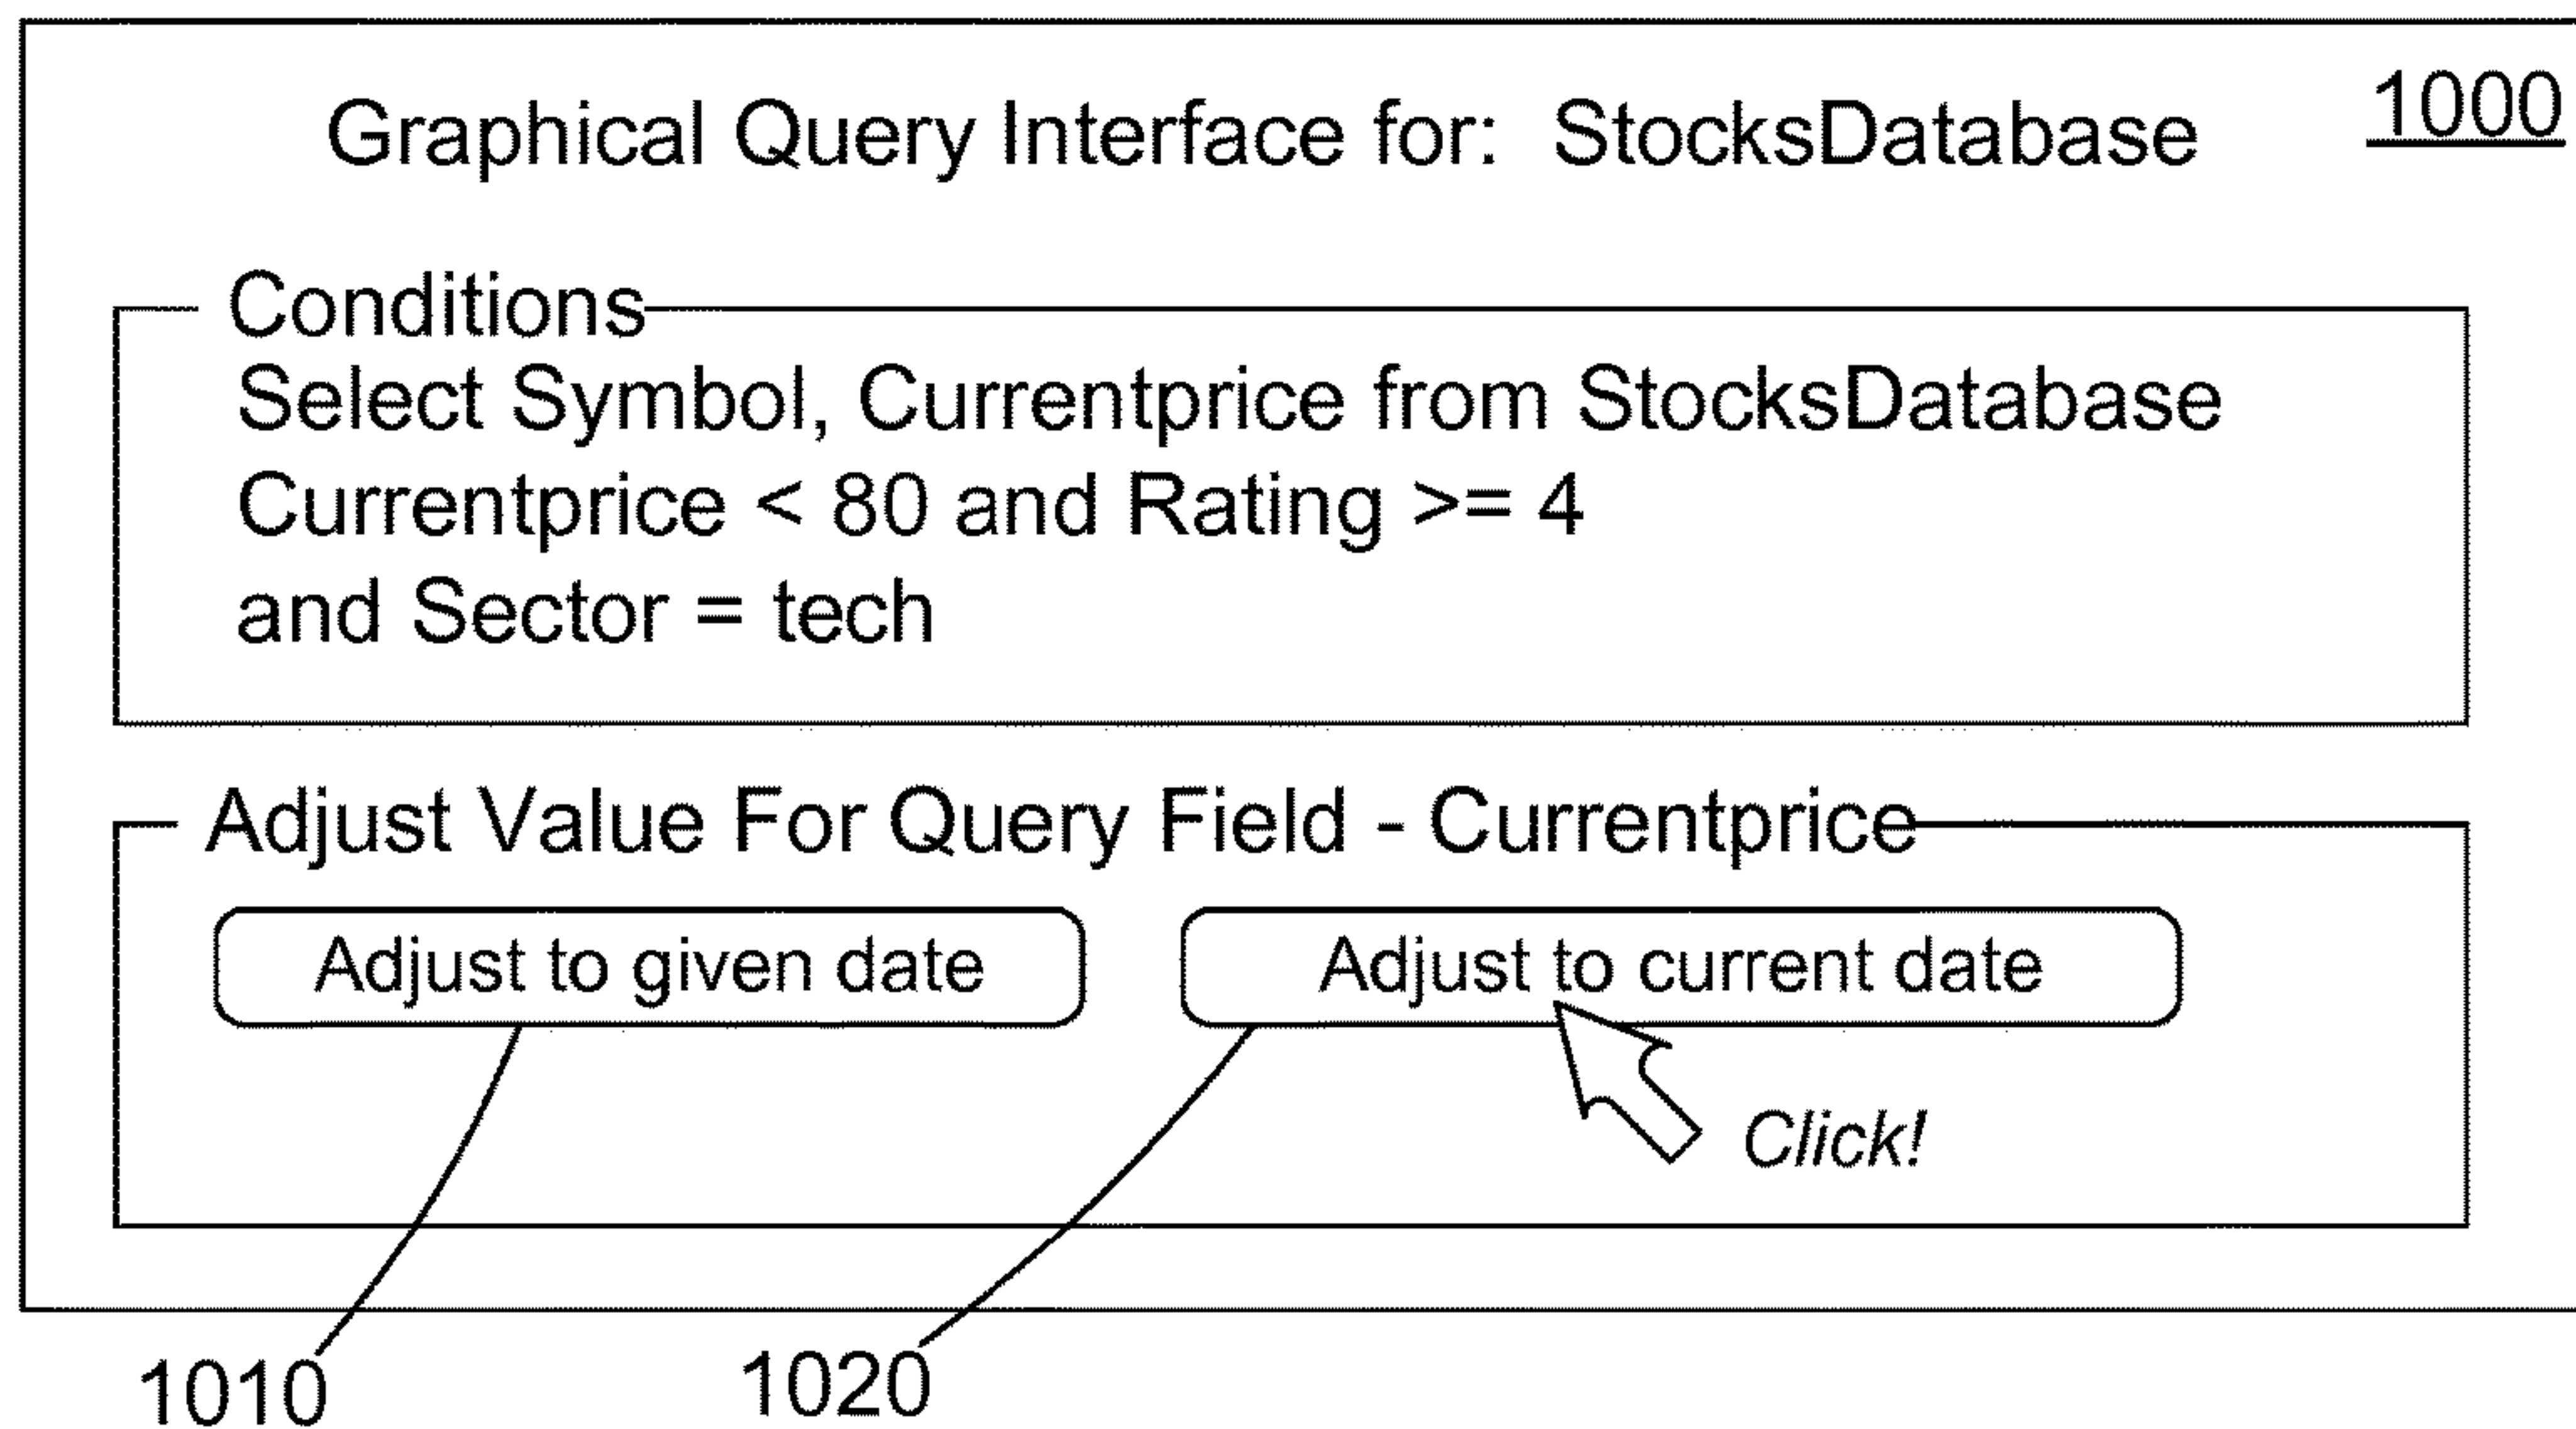 Graphical Query Interface for: StocksDatabase 1000
Conditions
Select Symbol, Currentprice from StocksDatabase
Currentprice < 80 and Rating >= 4
and Sector = tech
Adjust Value For Query Field - Currentprice
Adjust to given date Adjust to current date
Click!
1010 1020